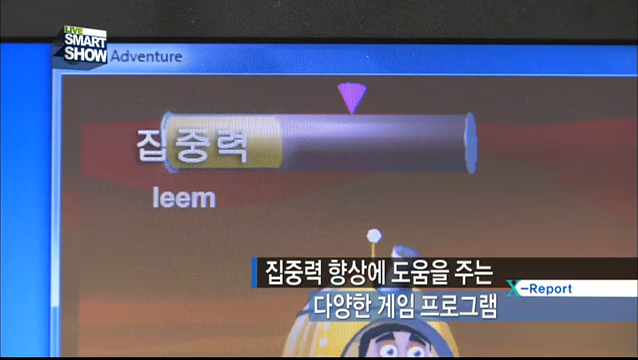 LIVE
SMART
SHOW
Adventure
집중력
leem
집중력 향상에 도움을 주는
X-Report
다양한 게임 프로그램